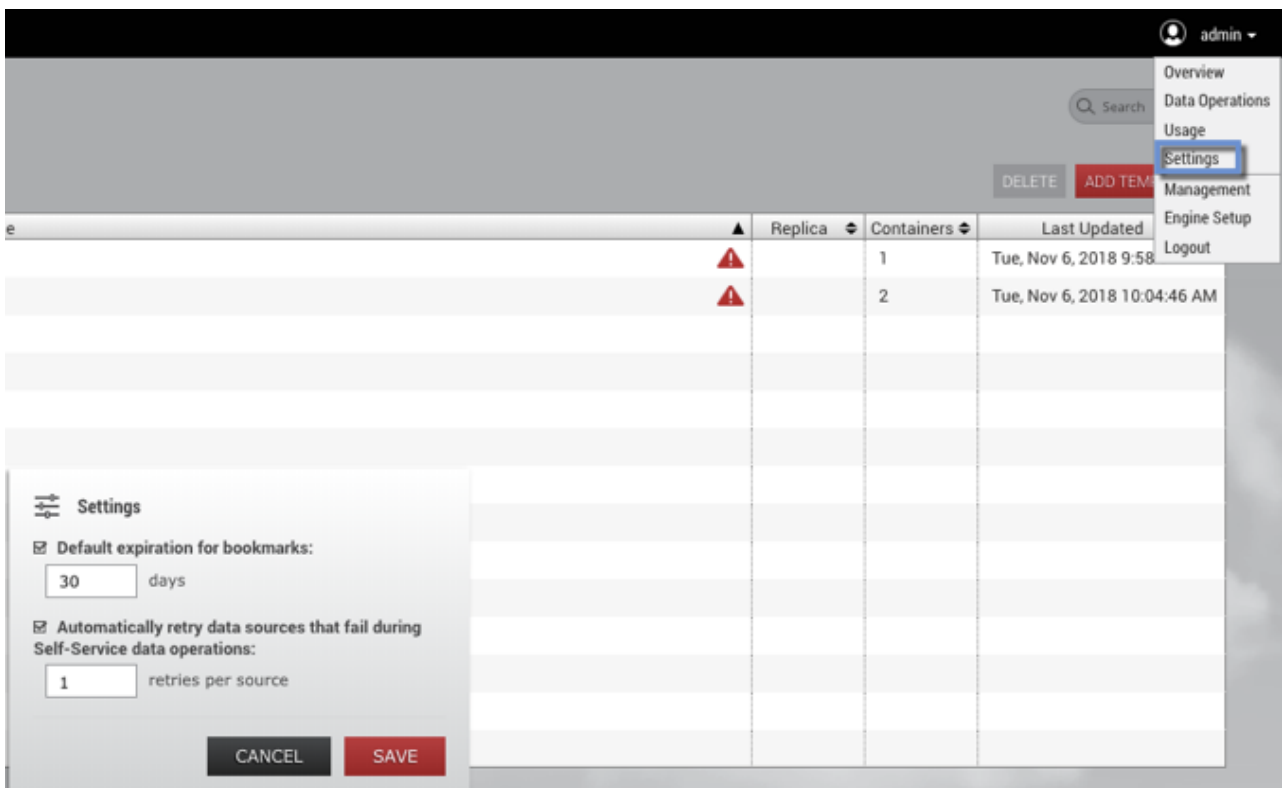 admin
Overview
Search
Data Operations
Usage
Settings
DELETE
Management
Engine Setup
Logout
e Replica Containers Last Updated
1 Tue, Nov 6, 2018 9:58
2 Tue, Nov 6, 2018 10:04:46 AM
Settings
Default expiration for bookmarks:
30 days
Automatically retry data sources that fail during
Self-Service data operations:
1 retries per source
CANCEL SAVE